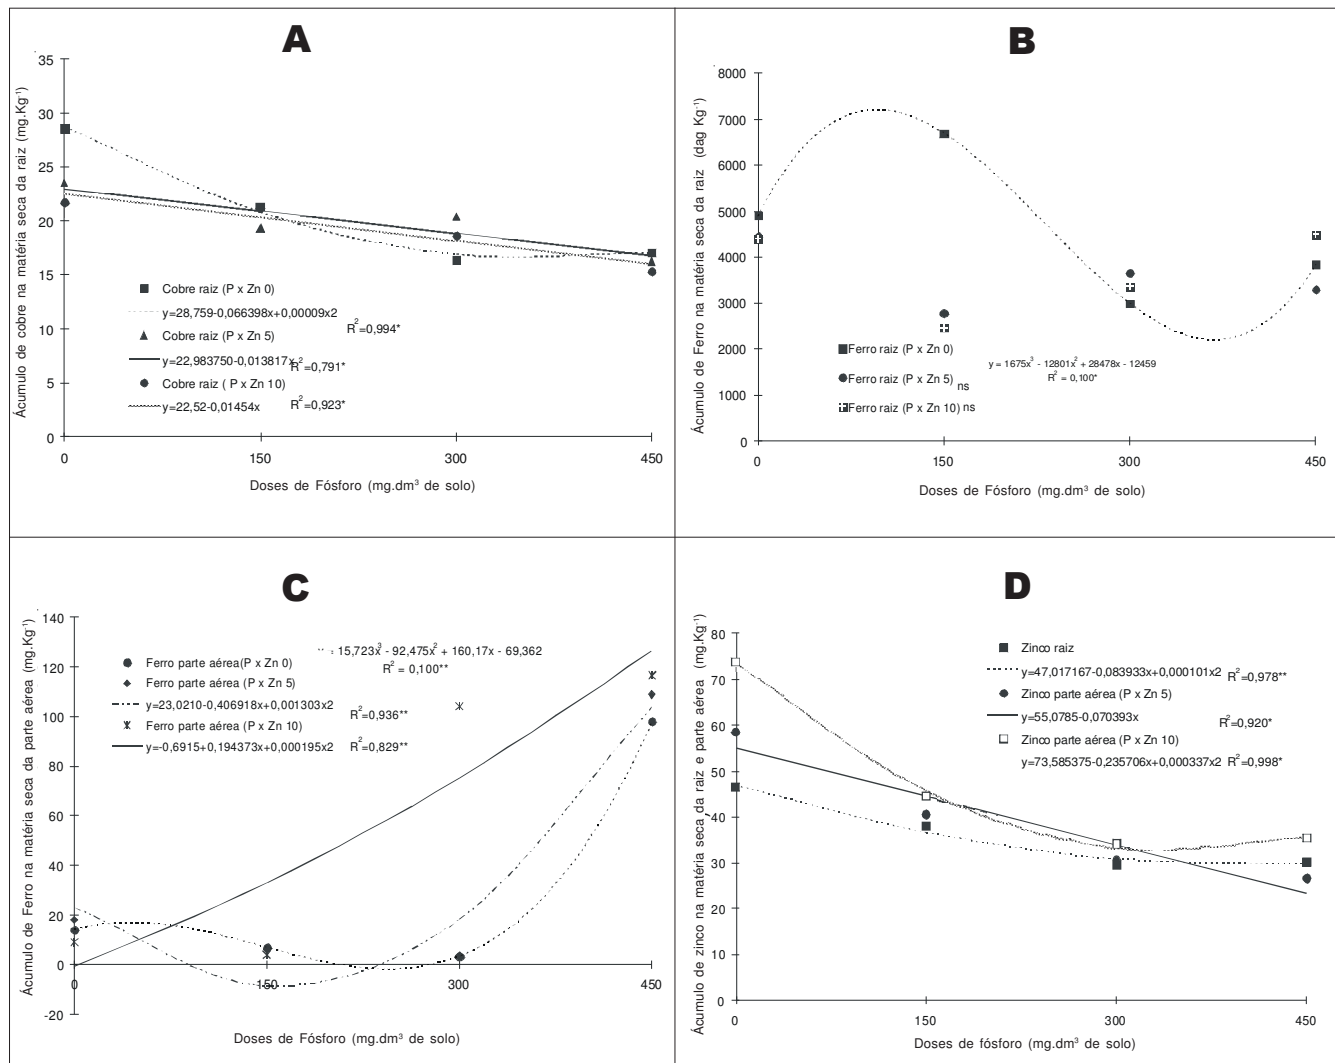 A
Ácumulo de cobre na matéria seca da raiz (mg.Kg⁻¹)
35
30
25
20
15
10
5
0
0 150 300 450
Doses de Fósforo (mg.dm³ de solo)
Cobre raiz (P x Zn 0)
y=28,759-0,066398x+0,00009x2
R²=0,994*
Cobre raiz (P x Zn 5)
y=22,983750-0,013817x
R²=0,791*
Cobre raiz ( P x Zn 10)
y=22,52-0,01454x
R²=0,923*
B
Ácumulo de Ferro na matéria seca da raiz (dag Kg⁻¹)
8000
7000
6000
5000
4000
3000
2000
1000
0
0 150 300 450
Doses de Fósforo (mg.dm³ de solo)
Ferro raiz (P x Zn 0)
y = 1675x³ - 12801x² + 28478x - 12459
R² = 0,100*
Ferro raiz (P x Zn 5) ns
Ferro raiz (P x Zn 10) ns
C
Ácumulo de Ferro na matéria seca da parte aérea (mg.Kg⁻¹)
140
120
100
80
60
40
20
0
-20
0 150 300 450
Doses de Fósforo (mg.dm³ de solo)
Ferro parte aérea(P x Zn 0)
= 15,723x³ - 92,475x² + 160,17x - 69,362
R² = 0,100**
Ferro parte aérea (P x Zn 5)
y=23,0210-0,406918x+0,001303x2
R²=0,936**
Ferro parte aérea (P x Zn 10)
y=-0,6915+0,194373x+0,000195x2
R²=0,829**
D
Ácumulo de zinco na matéria seca da raiz e parte aérea (mg.Kg⁻¹)
80
70
60
50
40
30
20
10
0
0 150 300 450
Doses de fósforo (mg.dm³ de solo)
Zinco raiz
y=47,017167-0,083933x+0,000101x2 R²=0,978**
Zinco parte aérea (P x Zn 5)
y=55,0785-0,070393x R²=0,920*
Zinco parte aérea (P x Zn 10)
y=73,585375-0,235706x+0,000337x2 R²=0,998*